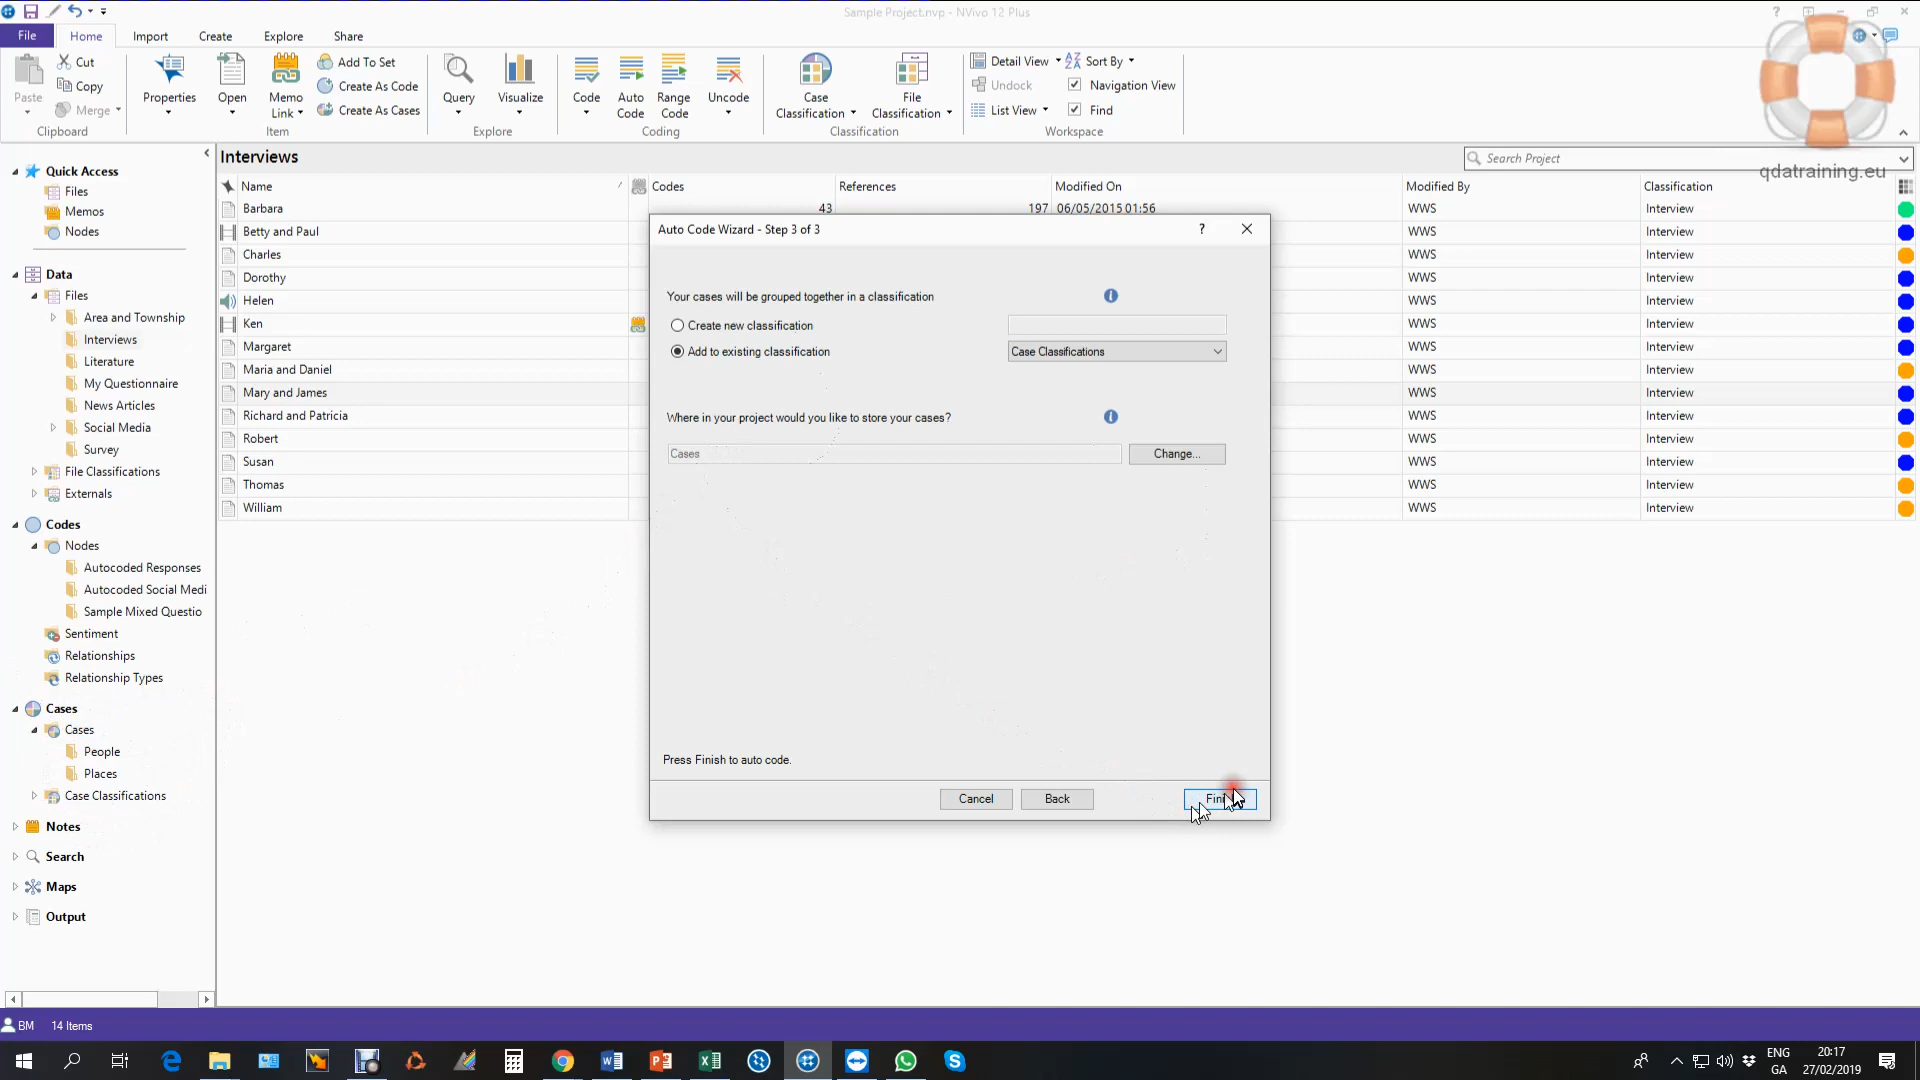 Sample Project.nvp - NVivo 12 Plus
File Home Import Create Explore Share
Paste
Cut
Copy
Merge
Clipboard
Properties
Open
Memo Link
Add To Set
Create As Code
Create As Cases
Item
Query
Visualize
Explore
Code
Auto Code
Range Code
Uncode
Coding
Case Classification
File Classification
Classification
Detail View
Undock
List View
Sort By
Navigation View
Find
Workspace
qdatraining.eu
Quick Access
Files
Memos
Nodes
Data
Files
Area and Township
Interviews
Literature
My Questionnaire
News Articles
Social Media
Survey
File Classifications
Externals
Codes
Nodes
Autocoded Responses
Autocoded Social Medi
Sample Mixed Questio
Sentiment
Relationships
Relationship Types
Cases
Cases
People
Places
Case Classifications
Notes
Search
Maps
Output
Interviews
Search Project
Name Codes References Modified On Modified By Classification
Barbara 43 197 06/05/2015 01:56 WWS Interview
Betty and Paul WWS Interview
Charles WWS Interview
Dorothy WWS Interview
Helen WWS Interview
Ken WWS Interview
Margaret WWS Interview
Maria and Daniel WWS Interview
Mary and James WWS Interview
Richard and Patricia WWS Interview
Robert WWS Interview
Susan WWS Interview
Thomas WWS Interview
William WWS Interview
Auto Code Wizard - Step 3 of 3
?
Your cases will be grouped together in a classification
Create new classification
Add to existing classification Case Classifications
Where in your project would you like to store your cases?
Cases Change...
Press Finish to auto code.
Cancel Back
BM 14 Items
ENG
GA
20:17
27/02/2019